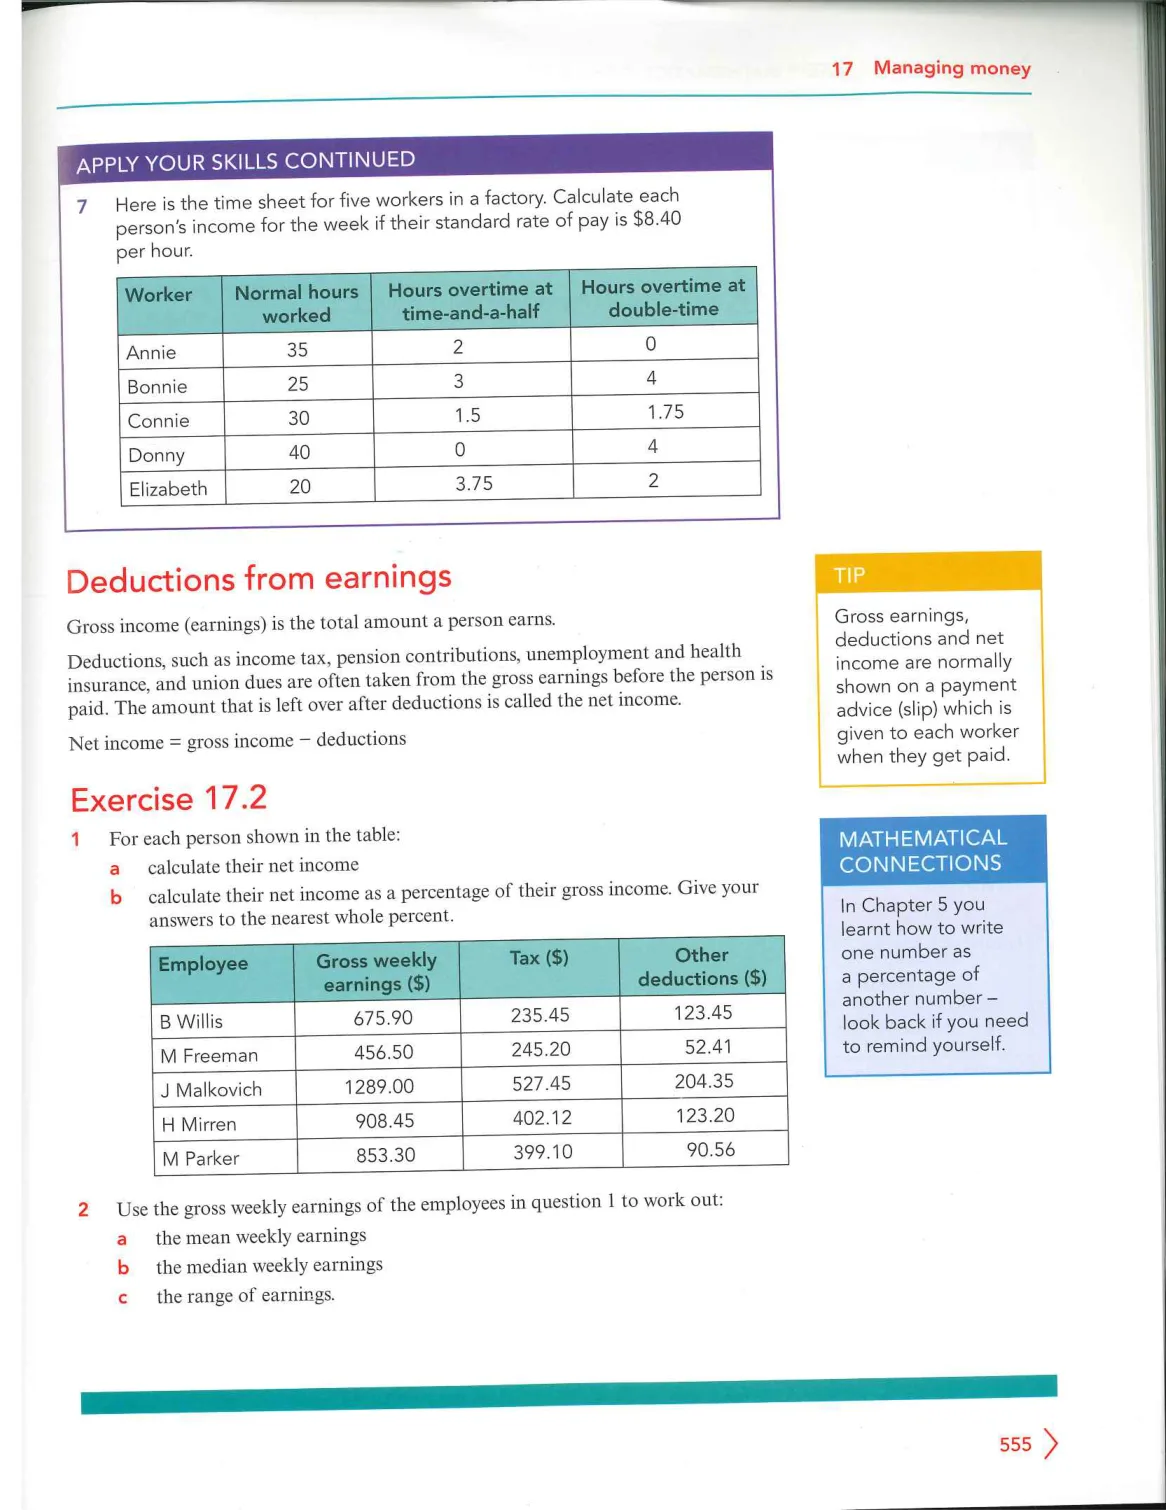 17 Managing money
APPLY YOUR SKILLS CONTINUED
7 Here is the time sheet for five workers in a factory. Calculate each
person's income for the week if their standard rate of pay is $8.40
per hour.
Worker Normal hours worked Hours overtime at time-and-a-half Hours overtime at double-time
Annie 35 2 0
Bonnie 25 3 4
Connie 30 1.5 1.75
Donny 40 0 4
Elizabeth 20 3.75 2
Deductions from earnings
Gross income (earnings) is the total amount a person earns.
Deductions, such as income tax, pension contributions, unemployment and health
insurance, and union dues are often taken from the gross earnings before the person is
paid. The amount that is left over after deductions is called the net income.
Net income = gross income − deductions
TIP
Gross earnings,
deductions and net
income are normally
shown on a payment
advice (slip) which is
given to each worker
when they get paid.
Exercise 17.2
1 For each person shown in the table:
a calculate their net income
b calculate their net income as a percentage of their gross income. Give your
answers to the nearest whole percent.
Employee Gross weekly earnings ($) Tax ($) Other deductions ($)
B Willis 675.90 235.45 123.45
M Freeman 456.50 245.20 52.41
J Malkovich 1289.00 527.45 204.35
H Mirren 908.45 402.12 123.20
M Parker 853.30 399.10 90.56
MATHEMATICAL
CONNECTIONS
In Chapter 5 you
learnt how to write
one number as
a percentage of
another number –
look back if you need
to remind yourself.
2 Use the gross weekly earnings of the employees in question 1 to work out:
a the mean weekly earnings
b the median weekly earnings
c the range of earnings.
555 〉